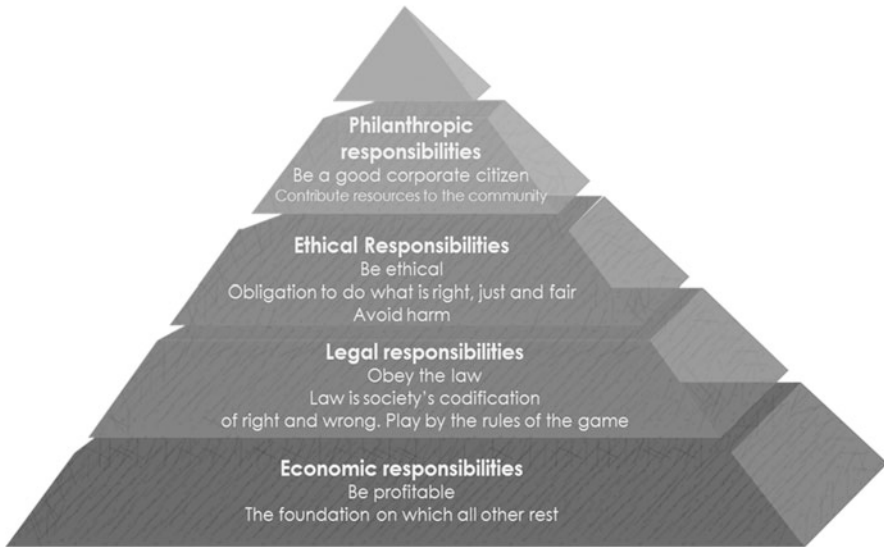 Philanthropic
responsibilities
Be a good corporate citizen
Contribute resources to the community
Ethical Responsibilities
Be ethical
Obligation to do what is right, just and fair
Avoid harm
Legal responsibilities
Obey the law
Law is society’s codification
of right and wrong. Play by the rules of the game
Economic responsibilities
Be profitable
The foundation on which all other rest